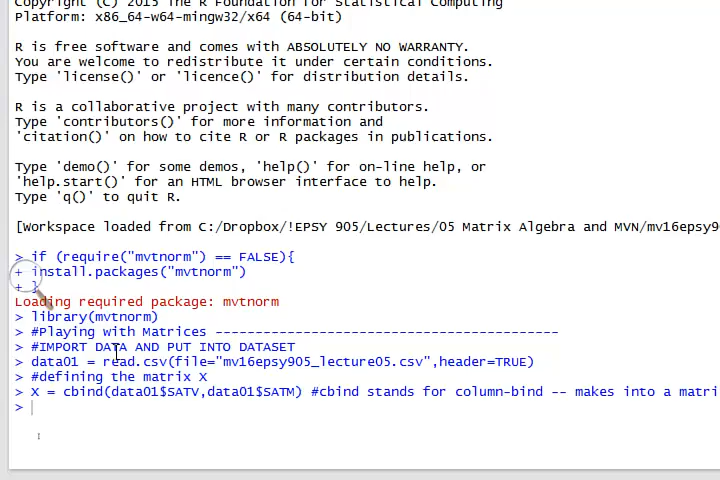 Copyright (C) 2015 The R Foundation for Statistical Computing
Platform: x86_64-w64-mingw32/x64 (64-bit)
R is free software and comes with ABSOLUTELY NO WARRANTY.
You are welcome to redistribute it under certain conditions.
Type 'license()' or 'licence()' for distribution details.
R is a collaborative project with many contributors.
Type 'contributors()' for more information and
'citation()' on how to cite R or R packages in publications.
Type 'demo()' for some demos, 'help()' for on-line help, or
'help.start()' for an HTML browser interface to help.
Type 'q()' to quit R.
[Workspace loaded from C:/Dropbox/!EPSY 905/Lectures/05 Matrix Algebra and MVN/mv16epsy9
> if (require("mvtnorm") == FALSE){
+ install.packages("mvtnorm")
+ }
Loading required package: mvtnorm
> library(mvtnorm)
> #Playing with Matrices -------------------------------------------
> #IMPORT DATA AND PUT INTO DATASET
> data01 = read.csv(file="mv16epsy905_lecture05.csv",header=TRUE)
> #defining the matrix X
> X = cbind(data01$SATV,data01$SATM) #cbind stands for column-bind -- makes into a matri
>